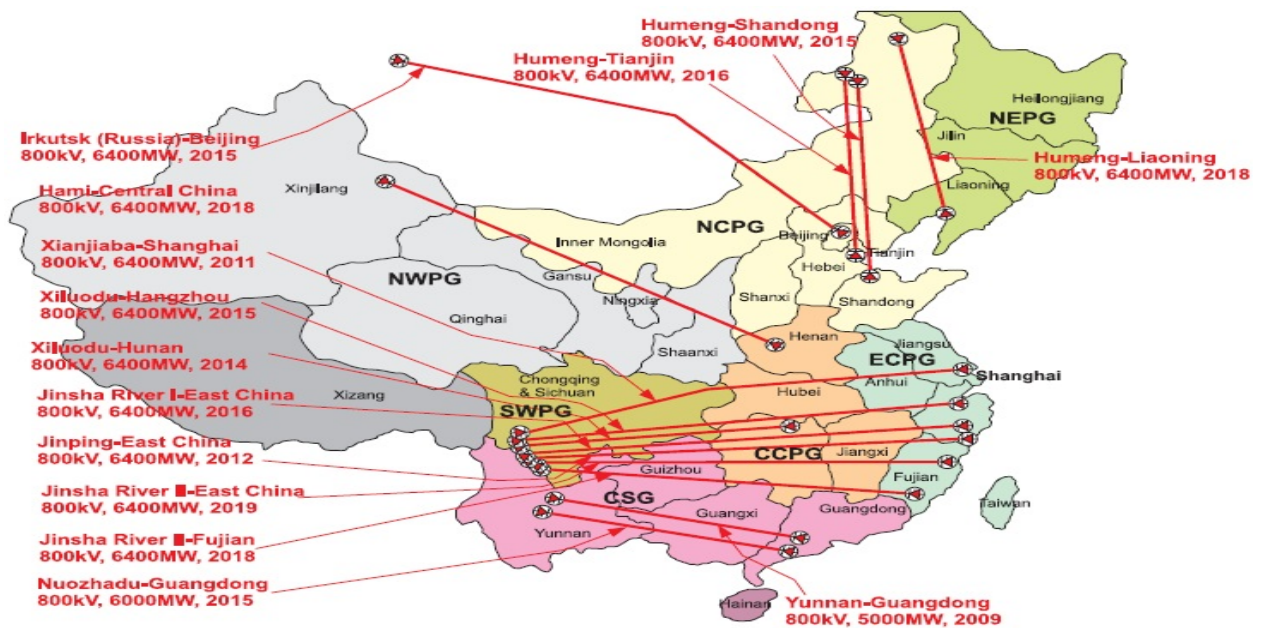 Humeng-Shandong
800kV, 6400MW, 2015
Humeng-Tianjin
800kV, 6400MW, 2016
Irkutsk (Russia)-Beijing
800kV, 6400MW, 2015
Hami-Central China
800kV, 6400MW, 2018
Xianjiaba-Shanghai
800kV, 6400MW, 2011
Xiluodu-Hangzhou
800kV, 6400MW, 2015
Xiluodu-Hunan
800kV, 6400MW, 2014
Jinsha River I-East China
800kV, 6400MW, 2016
Jinping-East China
800kV, 6400MW, 2012
Jinsha River II-East China
800kV, 6400MW, 2019
Jinsha River II-Fujian
800kV, 6400MW, 2018
Nuozhadu-Guangdong
800kV, 6000MW, 2015
Yunnan-Guangdong
800kV, 5000MW, 2009
Humeng-Liaoning
800kV, 6400MW, 2018
Heilongjiang
NEPG
Jilin
Liaoning
Xinjilang
NCPG
Inner Mongolia
Beijing
Tianjin
Hebei
Shanxi
Shandong
NWPG
Gansu
Ningxia
Qinghai
Shaanxi
Henan
Jiangsu
ECPG
Anhui
Shanghai
Xizang
Chongqing
& Sichuan
SWPG
Hubei
CCPG
Jiangxi
Guizhou
Fujian
Taiwan
CSG
Yunnan
Guangxi
Guangdong
Hainan